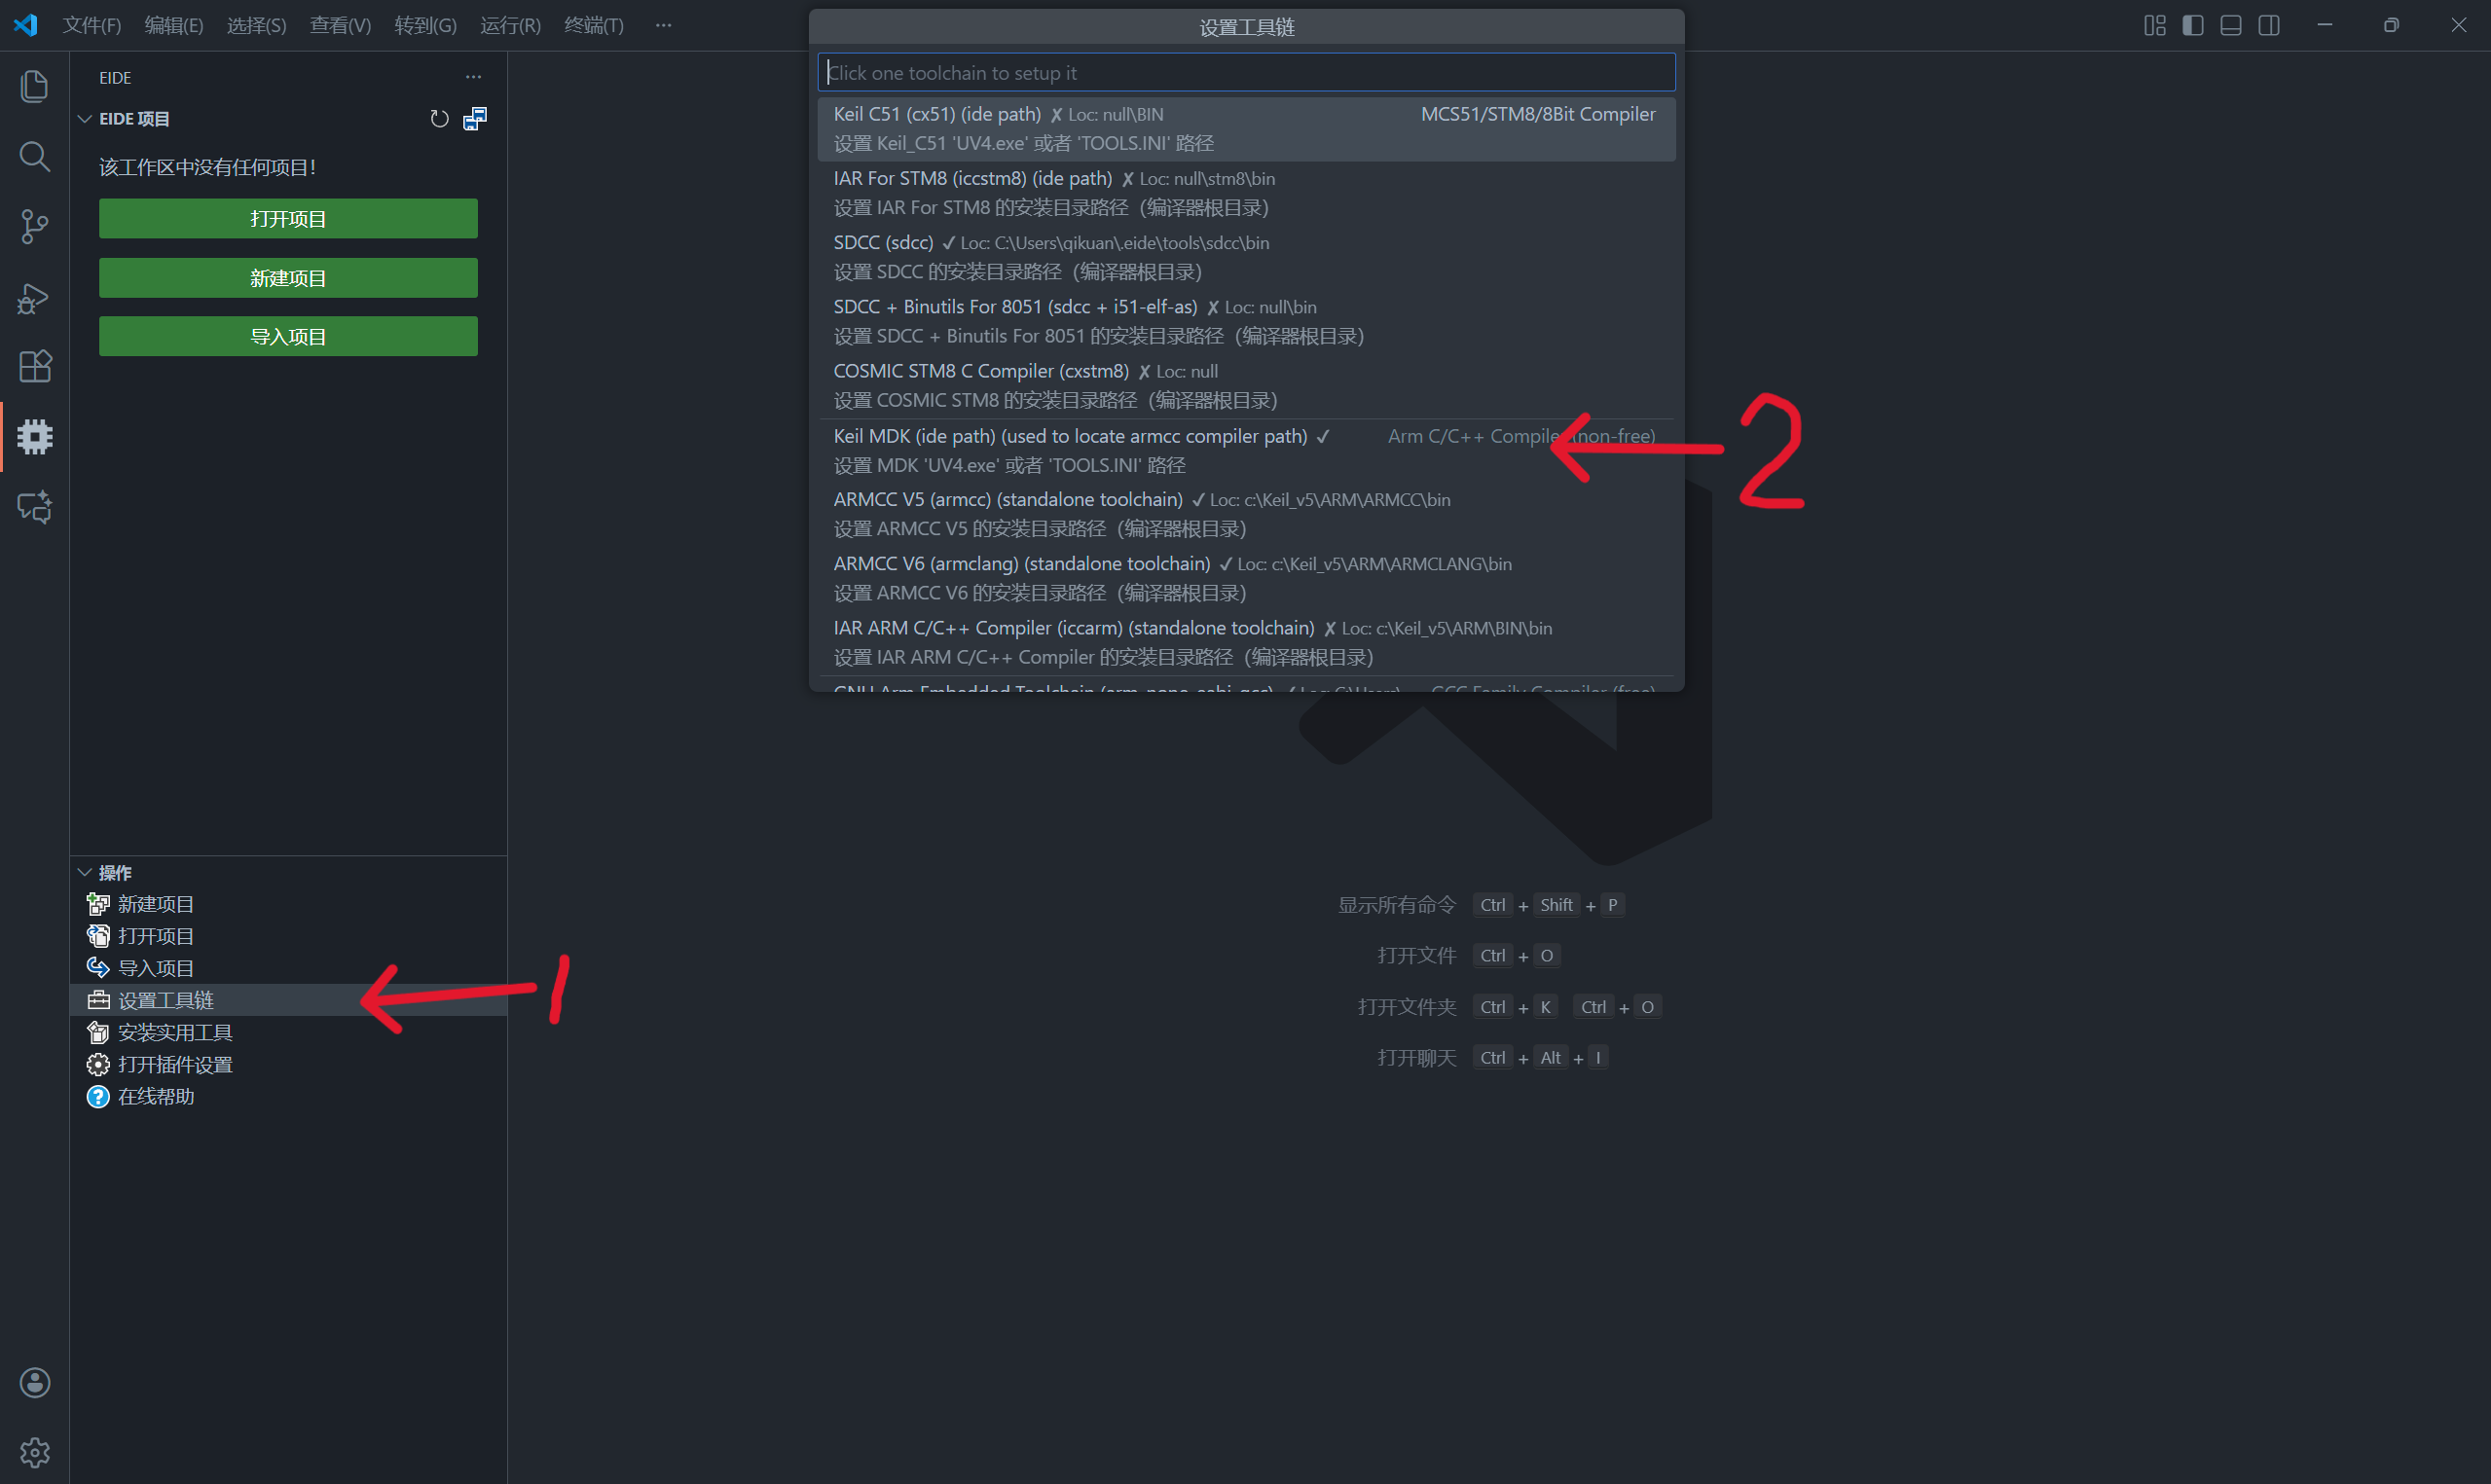 文件(F) 编辑(E) 选择(S) 查看(V) 转到(G) 运行(R) 终端(T) ···
设置工具链
Click one toolchain to setup it
Keil C51 (cx51) (ide path) ✗ Loc: null\BIN MCS51/STM8/8Bit Compiler
设置 Keil_C51 'UV4.exe' 或者 'TOOLS.INI' 路径
IAR For STM8 (iccstm8) (ide path) ✗ Loc: null\stm8\bin
设置 IAR For STM8 的安装目录路径（编译器根目录）
SDCC (sdcc) ✓ Loc: C:\Users\qikuan\.eide\tools\sdcc\bin
设置 SDCC 的安装目录路径（编译器根目录）
SDCC + Binutils For 8051 (sdcc + i51-elf-as) ✗ Loc: null\bin
设置 SDCC + Binutils For 8051 的安装目录路径（编译器根目录）
COSMIC STM8 C Compiler (cxstm8) ✗ Loc: null
设置 COSMIC STM8 的安装目录路径（编译器根目录）
Keil MDK (ide path) (used to locate armcc compiler path) ✓ Arm C/C++ Compiler (non-free)
设置 MDK 'UV4.exe' 或者 'TOOLS.INI' 路径
ARMCC V5 (armcc) (standalone toolchain) ✓ Loc: c:\Keil_v5\ARM\ARMCC\bin
设置 ARMCC V5 的安装目录路径（编译器根目录）
ARMCC V6 (armclang) (standalone toolchain) ✓ Loc: c:\Keil_v5\ARM\ARMCLANG\bin
设置 ARMCC V6 的安装目录路径（编译器根目录）
IAR ARM C/C++ Compiler (iccarm) (standalone toolchain) ✗ Loc: c:\Keil_v5\ARM\BIN\bin
设置 IAR ARM C/C++ Compiler 的安装目录路径（编译器根目录）
GNU Arm Embedded Toolchain (arm-none-eabi-gcc) ✓ Loc: C:\Users\ GCC Family Compiler (free)
2
EIDE ···
EIDE 项目
该工作区中没有任何项目！
打开项目
新建项目
导入项目
操作
新建项目
打开项目
导入项目
设置工具链
1
安装实用工具
打开插件设置
在线帮助
显示所有命令 Ctrl + Shift + P
打开文件 Ctrl + O
打开文件夹 Ctrl + K Ctrl + O
打开聊天 Ctrl + Alt + I